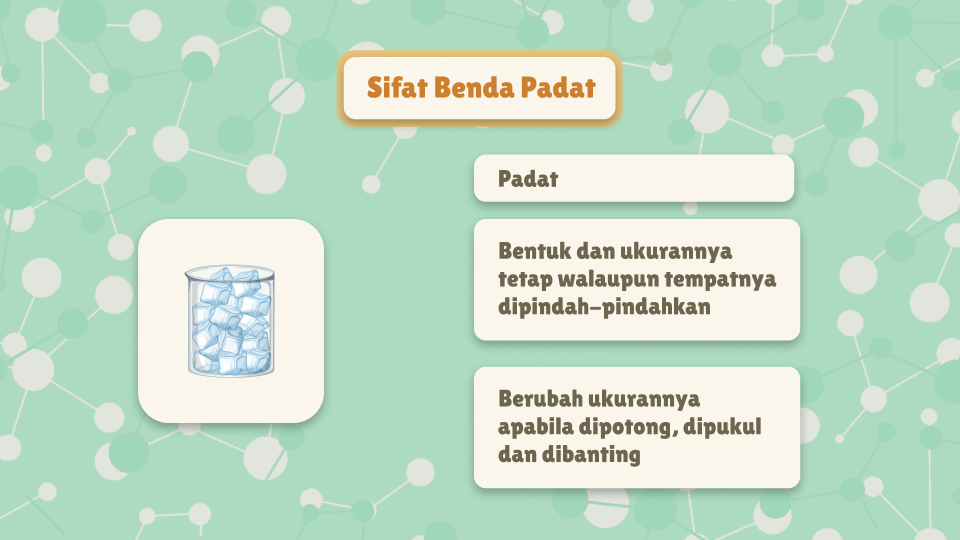 Sifat Benda Padat
Padat
Bentuk dan ukurannya
tetap walaupun tempatnya
dipindah-pindahkan
Berubah ukurannya
apabila dipotong, dipukul
dan dibanting